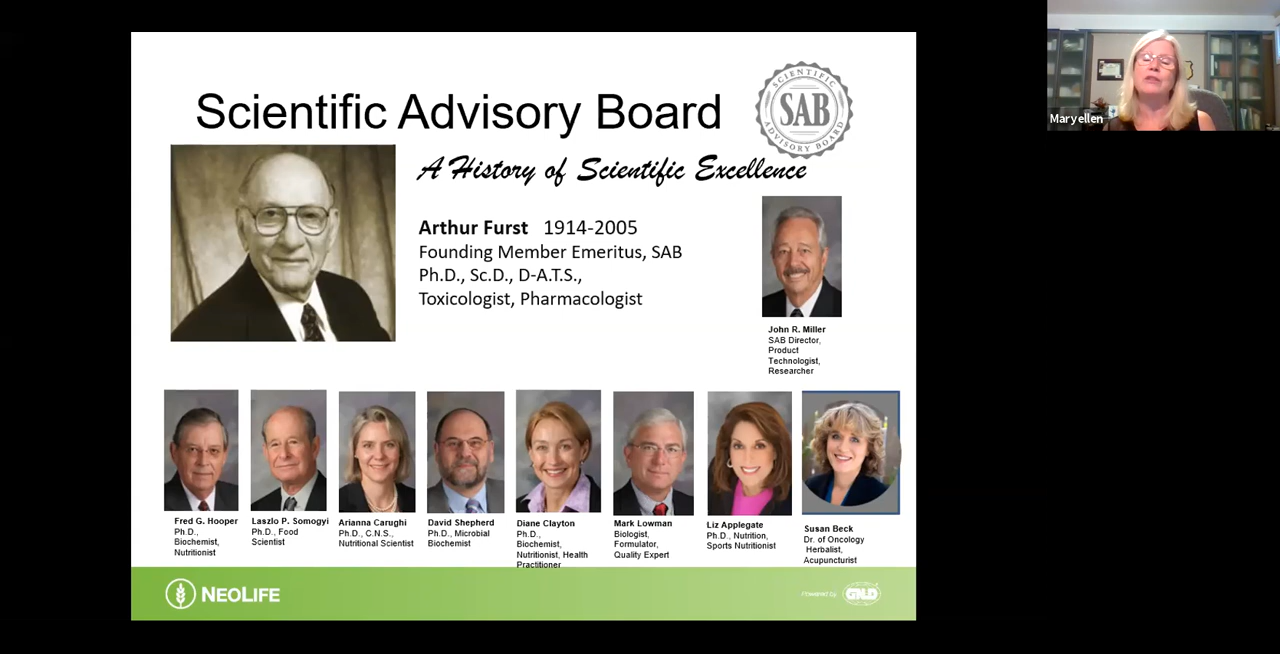 Scientific Advisory Board
SCIENTIFIC
SAB
ADVISORY BOARD
A History of Scientific Excellence
Arthur Furst 1914-2005
Founding Member Emeritus, SAB
Ph.D., Sc.D., D-A.T.S.,
Toxicologist, Pharmacologist
John R. Miller
SAB Director,
Product
Technologist,
Researcher
Fred G. Hooper
Ph.D.,
Biochemist,
Nutritionist
Laszlo P. Somogyi
Ph.D., Food
Scientist
Arianna Carughi
Ph.D., C.N.S.,
Nutritional Scientist
David Shepherd
Ph.D., Microbial
Biochemist
Diane Clayton
Ph.D.,
Biochemist,
Nutritionist, Health
Practitioner
Mark Lowman
Biologist,
Formulator,
Quality Expert
Liz Applegate
Ph.D., Nutrition,
Sports Nutritionist
Susan Beck
Dr. of Oncology
Herbalist,
Acupuncturist
NEOLIFE
POWERED by
GNLD
Maryellen